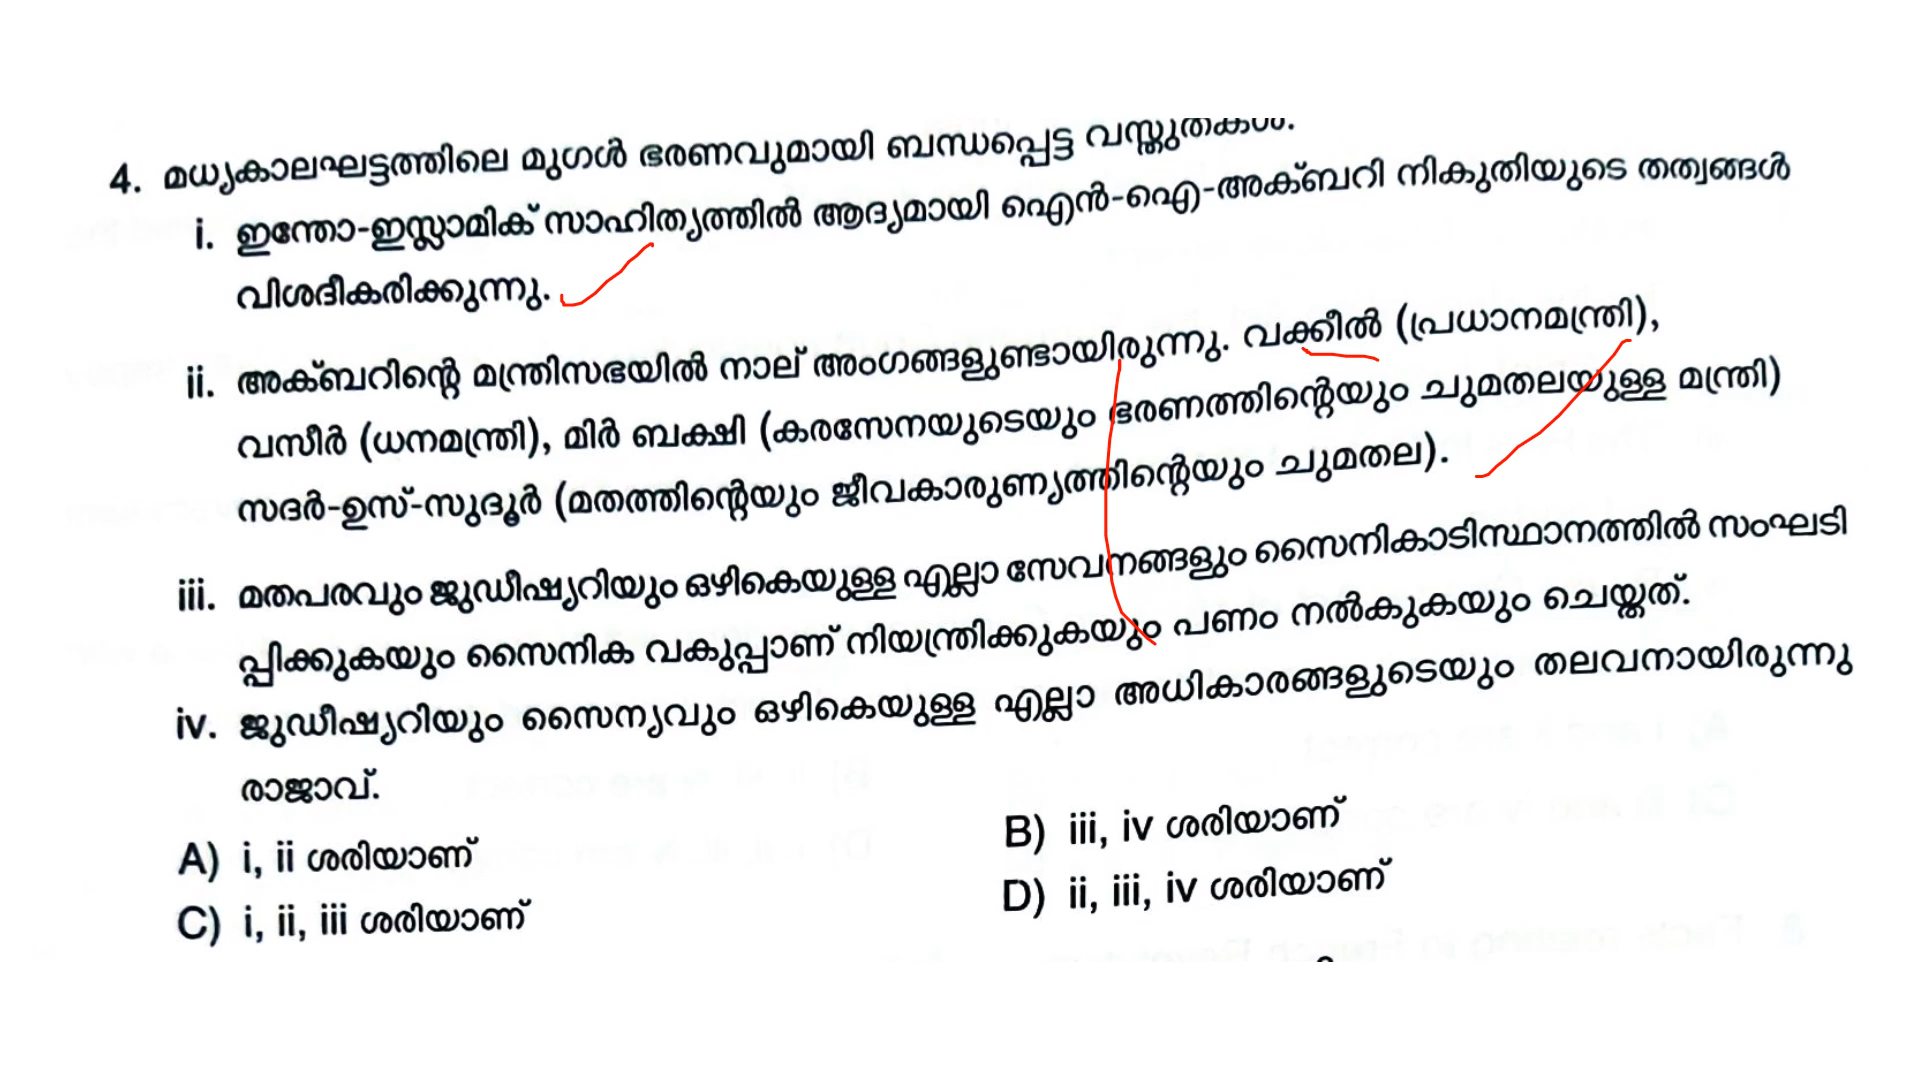 4. മധ്യകാലഘട്ടത്തിലെ മുഗൾ ഭരണവുമായി ബന്ധപ്പെട്ട വസ്തുതകൾ.
i. ഇന്തോ-ഇസ്ലാമിക് സാഹിത്യത്തിൽ ആദ്യമായി ഐൻ-ഐ-അക്ബറി നികുതിയുടെ തത്വങ്ങൾ
വിശദീകരിക്കുന്നു.
ii. അക്ബറിന്റെ മന്ത്രിസഭയിൽ നാല് അംഗങ്ങളുണ്ടായിരുന്നു. വക്കീൽ (പ്രധാനമന്ത്രി),
വസീർ (ധനമന്ത്രി), മിർ ബക്ഷി (കരസേനയുടെയും ഭരണത്തിന്റെയും ചുമതലയുള്ള മന്ത്രി)
സദർ-ഉസ്-സുദൂർ (മതത്തിന്റെയും ജീവകാരുണ്യത്തിന്റെയും ചുമതല).
iii. മതപരവും ജുഡീഷ്യറിയും ഒഴികെയുള്ള എല്ലാ സേവനങ്ങളും സൈനികാടിസ്ഥാനത്തിൽ സംഘടി
പ്പിക്കുകയും സൈനിക വകുപ്പാണ് നിയന്ത്രിക്കുകയും പണം നൽകുകയും ചെയ്തത്.
iv. ജുഡീഷ്യറിയും സൈന്യവും ഒഴികെയുള്ള എല്ലാ അധികാരങ്ങളുടെയും തലവനായിരുന്നു
രാജാവ്.
A) i, ii ശരിയാണ്
B) iii, iv ശരിയാണ്
C) i, ii, iii ശരിയാണ്
D) ii, iii, iv ശരിയാണ്